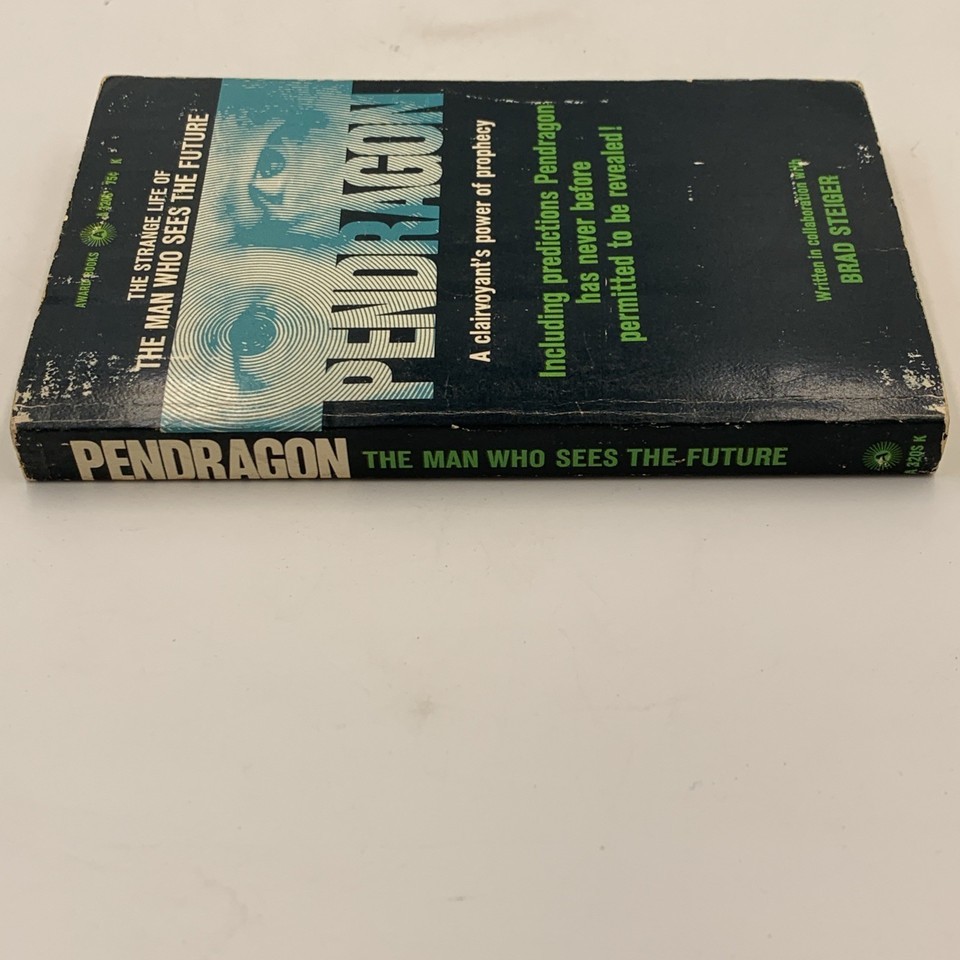 AWARD BOOKS
75¢ K
THE STRANGE LIFE OF
THE MAN WHO SEES THE FUTURE
PENDRAGON
A clairvoyant's power of prophecy
Including predictions Pendragon
has never before
permitted to be revealed!
Written in collaboration with
BRAD STEIGER
PENDRAGON THE MAN WHO SEES THE FUTURE
K